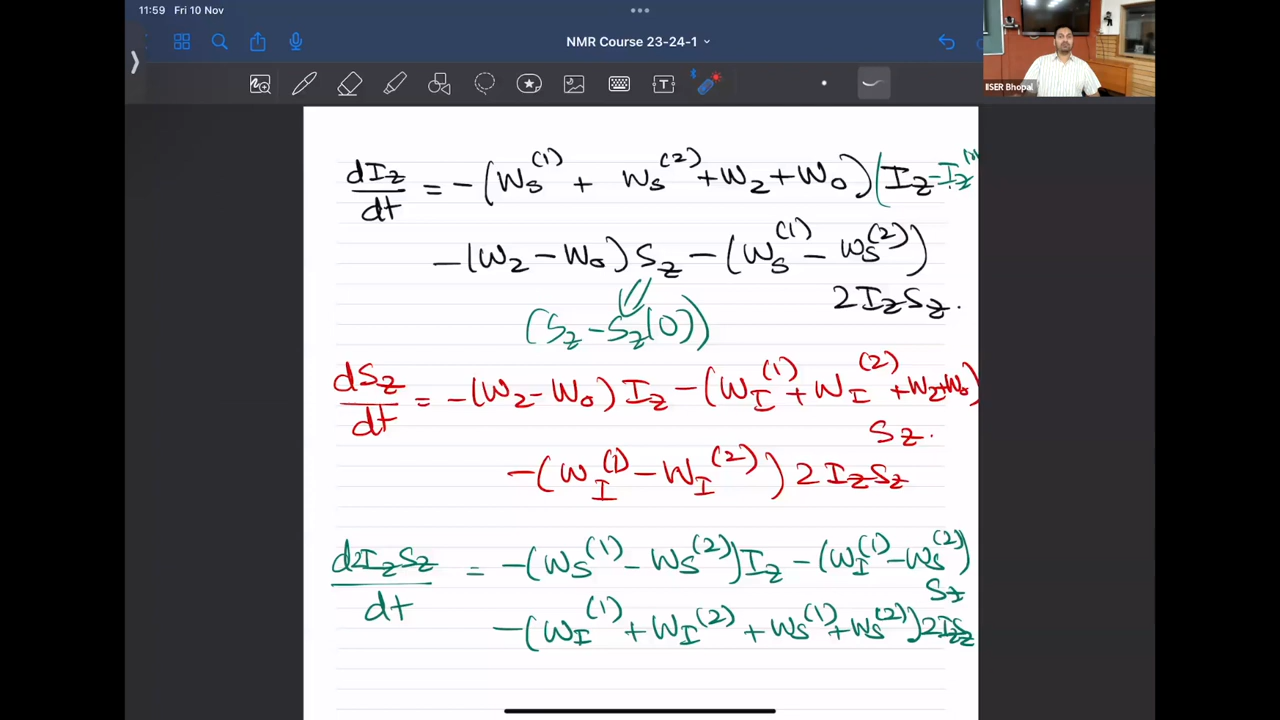 11:59 Fri 10 Nov
NMR Course 23-24-1
IISER Bhopal
dIz/dt = -(Ws^(1) + Ws^(2) + W2 + W0)(Iz - Iz
-(W2 - W0) Sz - (Ws^(1) - Ws^(2))
2IzSz.
(Sz - Sz(0))
dSz/dt = -(W2 - W0) Iz - (WI^(1) + WI^(2) + W2 + W0)
Sz.
-(WI^(1) - WI^(2)) 2IzSz
d2IzSz/dt = -(WS^(1) - WS^(2)) Iz - (WI^(1) - WS^(2))
Sz
-(WI^(1) + WI^(2) + WS^(1) + WS^(2)) 2IzSz